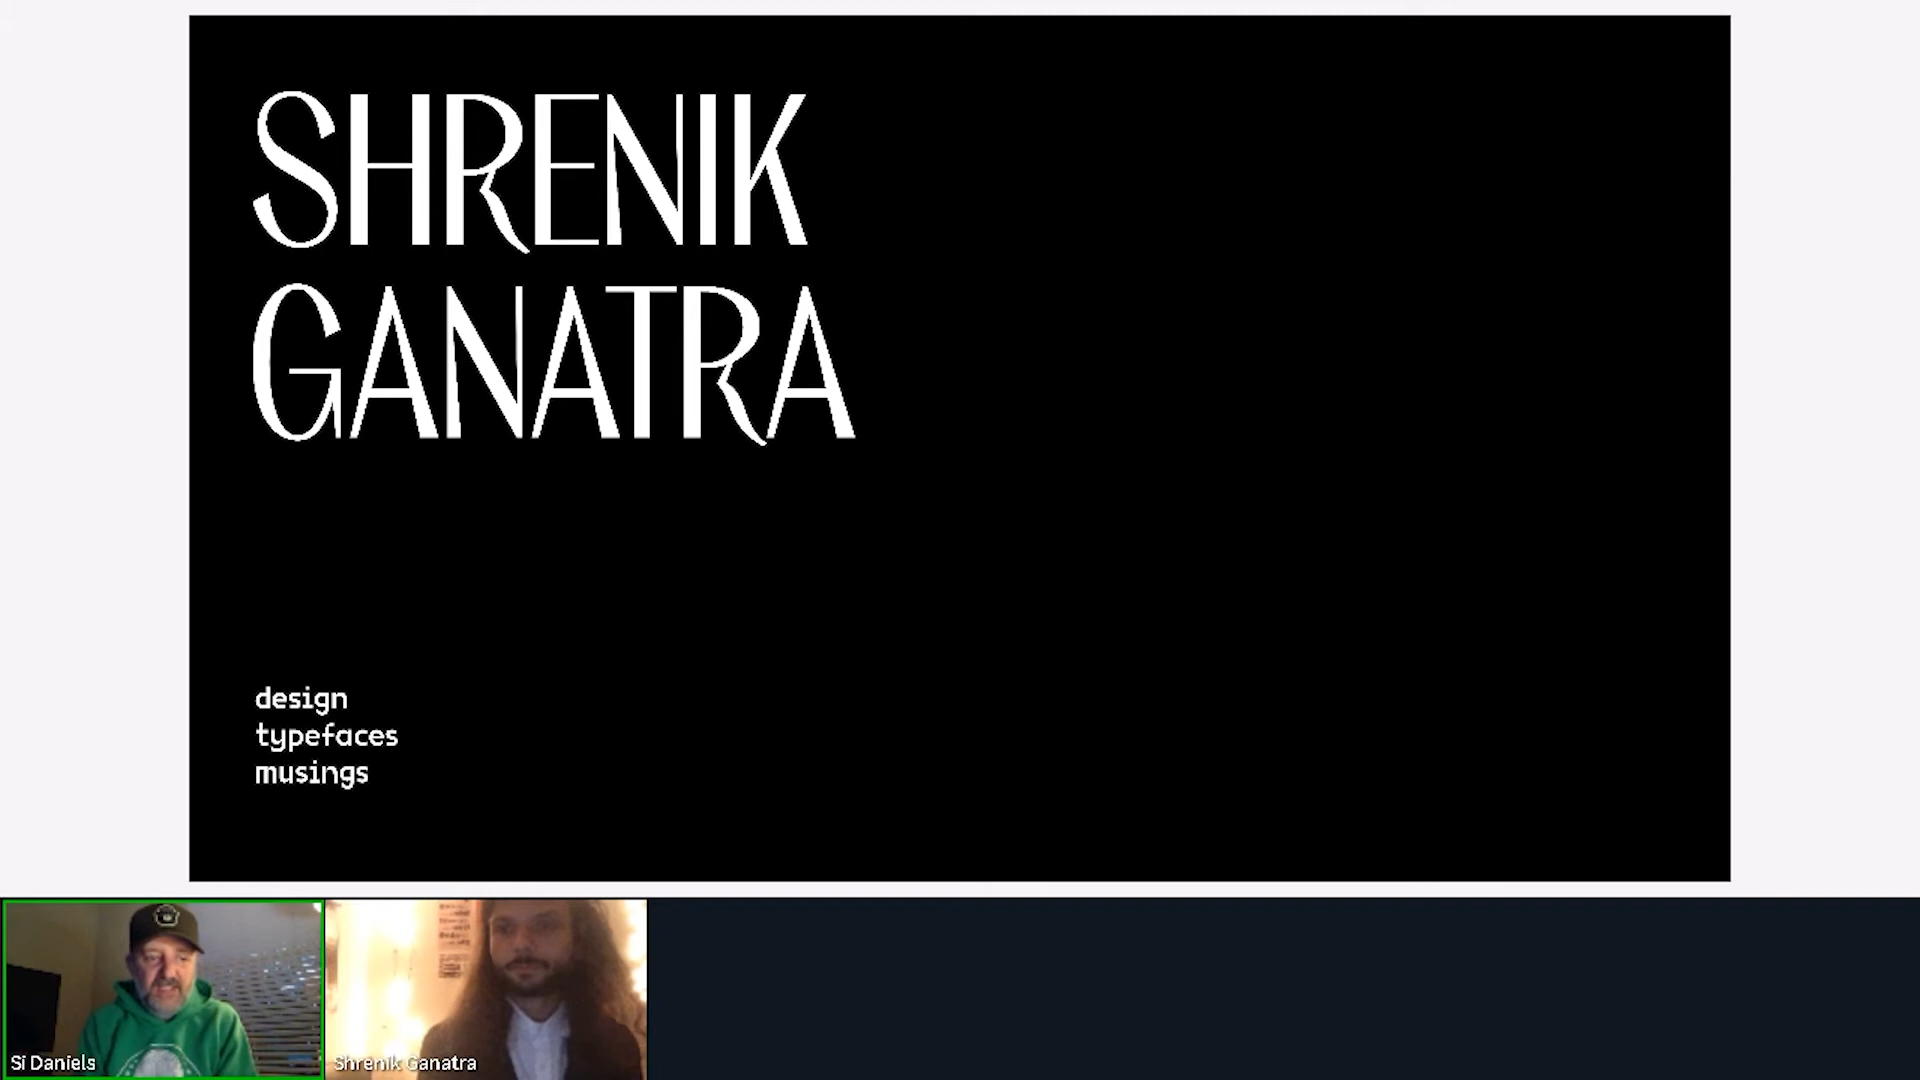 SHRENIK
GANATRA
design
typefaces
musings
Si Daniels
Shrenik Ganatra